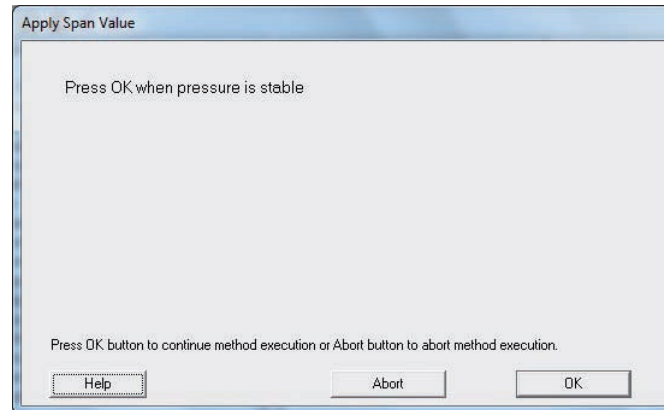 Apply Span Value
Press OK when pressure is stable
Press OK button to continue method execution or Abort button to abort method execution.
Help Abort OK